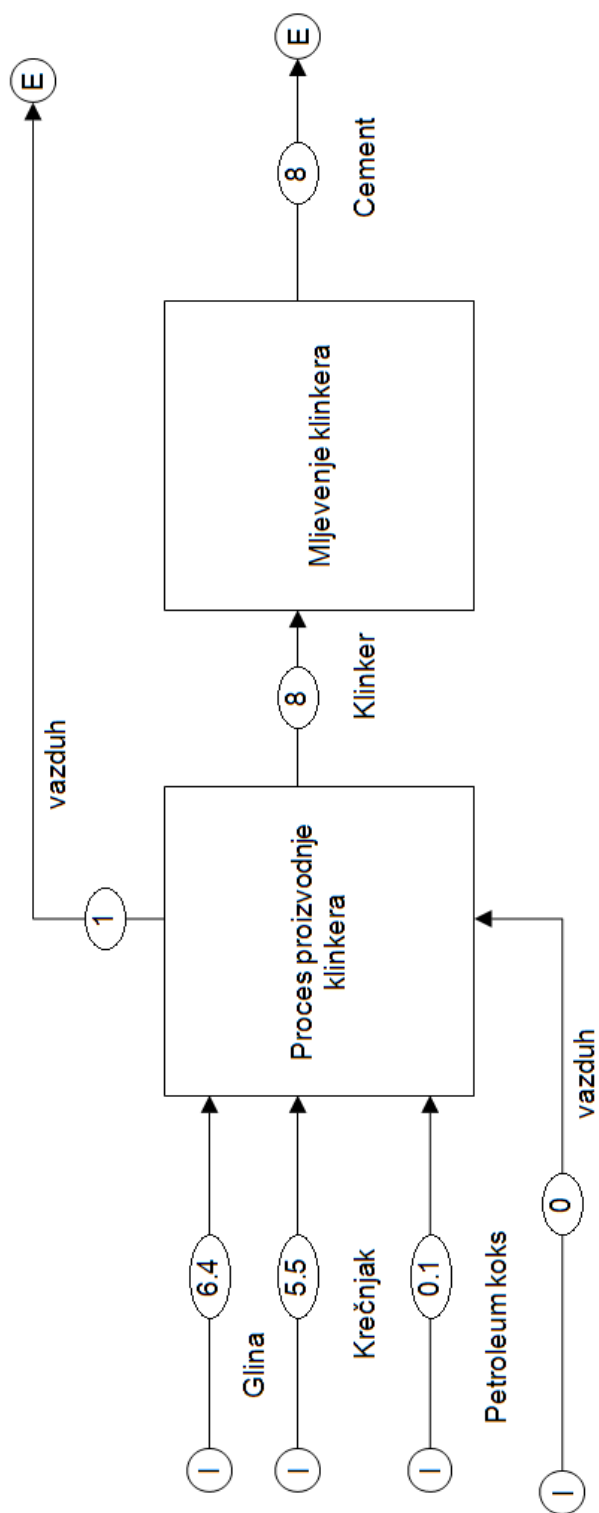 I
6.4
Glina
I
5.5
Krečnjak
I
0.1
Petroleum koks
I
0
vazduh
Proces proizvodnje
klinkera
1
vazduh
E
8
Klinker
Mljevenje klinkera
8
Cement
E